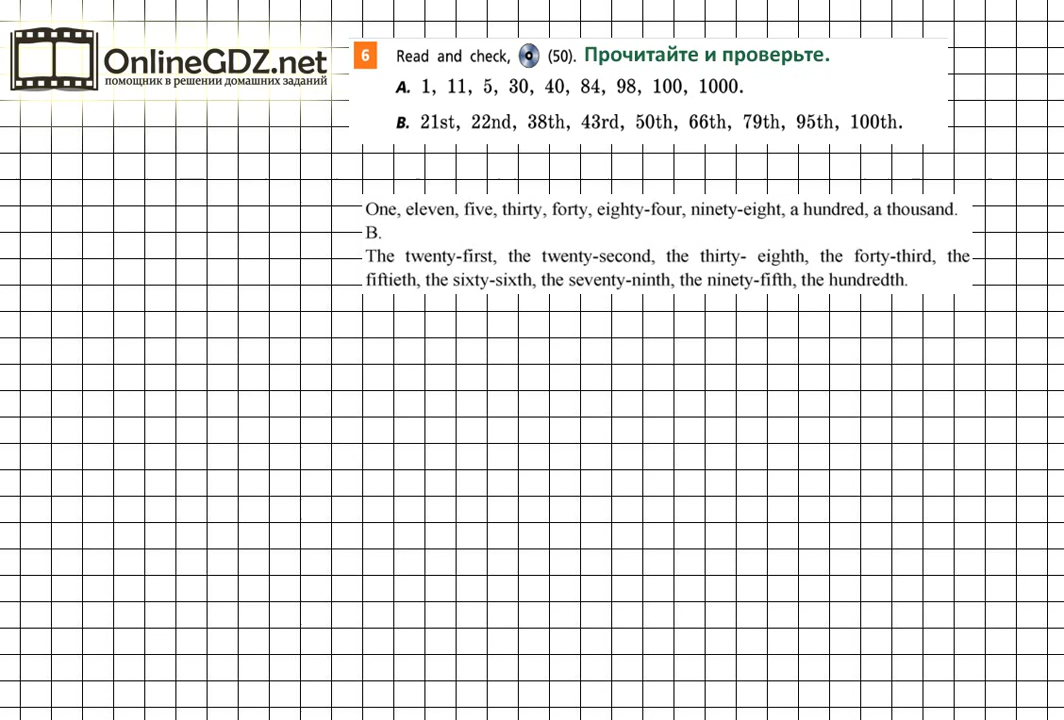 OnlineGDZ.net
помощник в решении домашних заданий
6 Read and check, (50). Прочитайте и проверьте.
A. 1, 11, 5, 30, 40, 84, 98, 100, 1000.
B. 21st, 22nd, 38th, 43rd, 50th, 66th, 79th, 95th, 100th.
One, eleven, five, thirty, forty, eighty-four, ninety-eight, a hundred, a thousand.
B.
The twenty-first, the twenty-second, the thirty- eighth, the forty-third, the
fiftieth, the sixty-sixth, the seventy-ninth, the ninety-fifth, the hundredth.